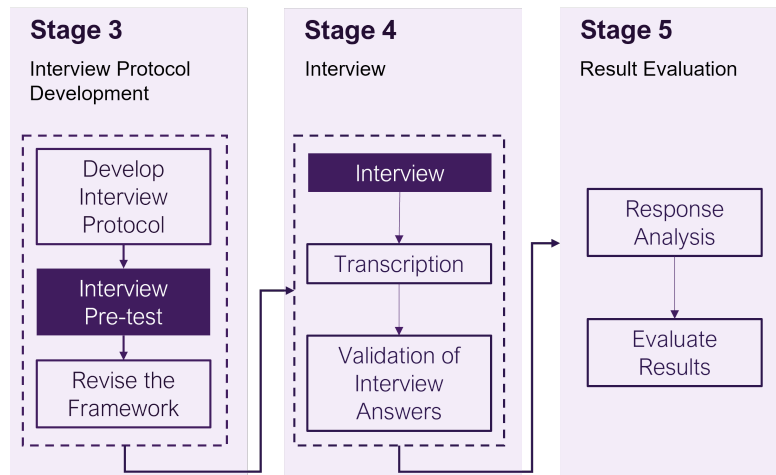 Stage 3
Interview Protocol
Development
Develop
Interview
Protocol
Interview
Pre-test
Revise the
Framework
Stage 4
Interview
Interview
Transcription
Validation of
Interview
Answers
Stage 5
Result Evaluation
Response
Analysis
Evaluate
Results